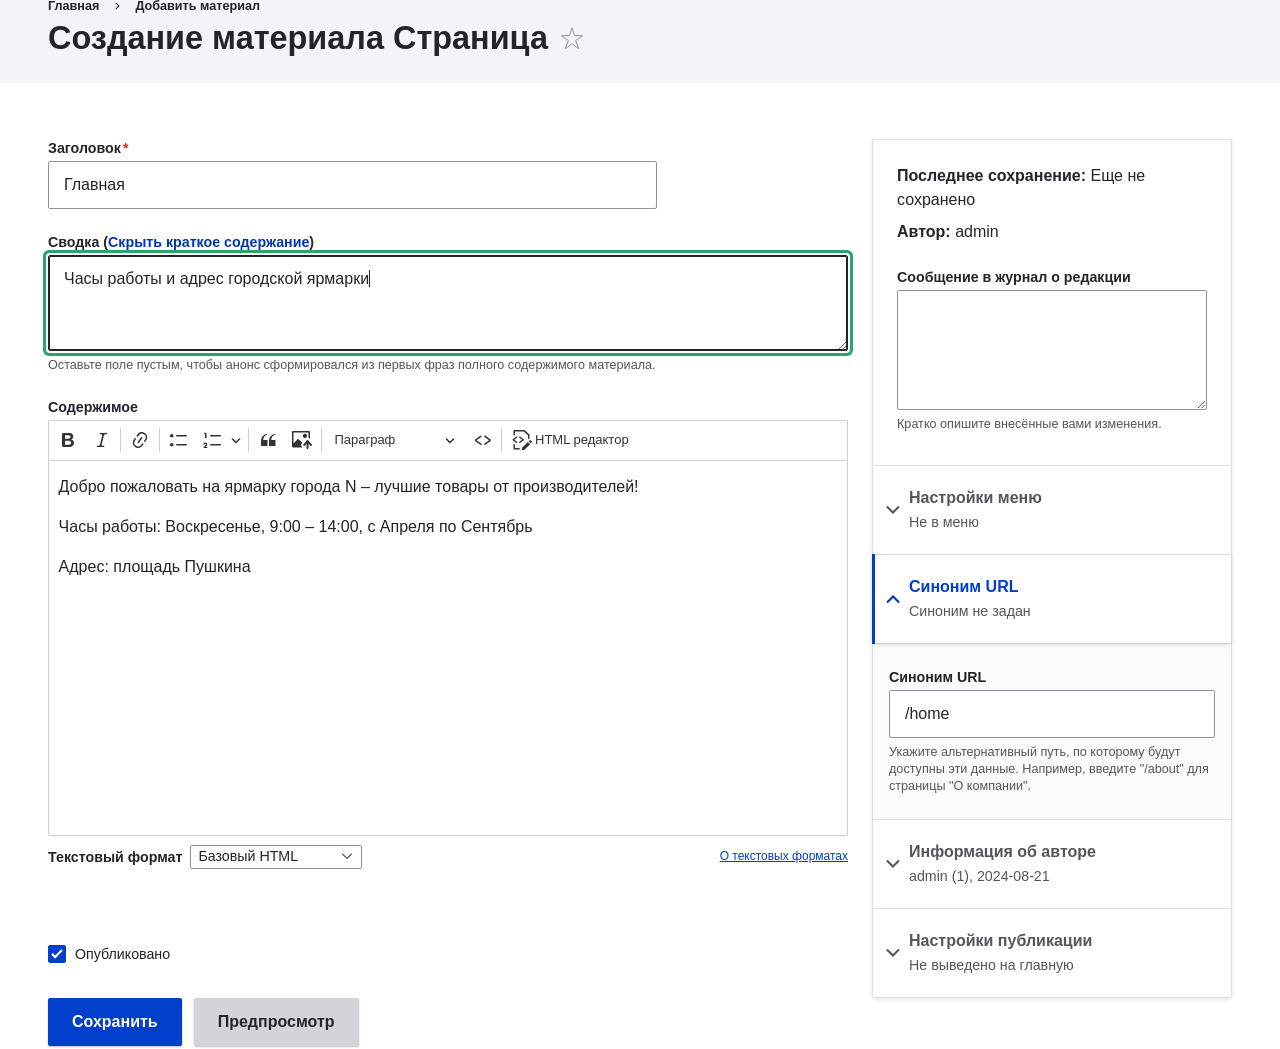 Главная › Добавить материал
Создание материала Страница
Заголовок*
Главная
Сводка (Скрыть краткое содержание)
Часы работы и адрес городской ярмарки
Оставьте поле пустым, чтобы анонс сформировался из первых фраз полного содержимого материала.
Содержимое
Параграф
HTML редактор
Добро пожаловать на ярмарку города N – лучшие товары от производителей!
Часы работы: Воскресенье, 9:00 – 14:00, с Апреля по Сентябрь
Адрес: площадь Пушкина
Текстовый формат Базовый HTML
О текстовых форматах
Опубликовано
Сохранить
Предпросмотр
Последнее сохранение: Еще не
сохранено
Автор: admin
Сообщение в журнал о редакции
Кратко опишите внесённые вами изменения.
Настройки меню
Не в меню
Синоним URL
Синоним не задан
Синоним URL
/home
Укажите альтернативный путь, по которому будут
доступны эти данные. Например, введите "/about" для
страницы "О компании".
Информация об авторе
admin (1), 2024-08-21
Настройки публикации
Не выведено на главную